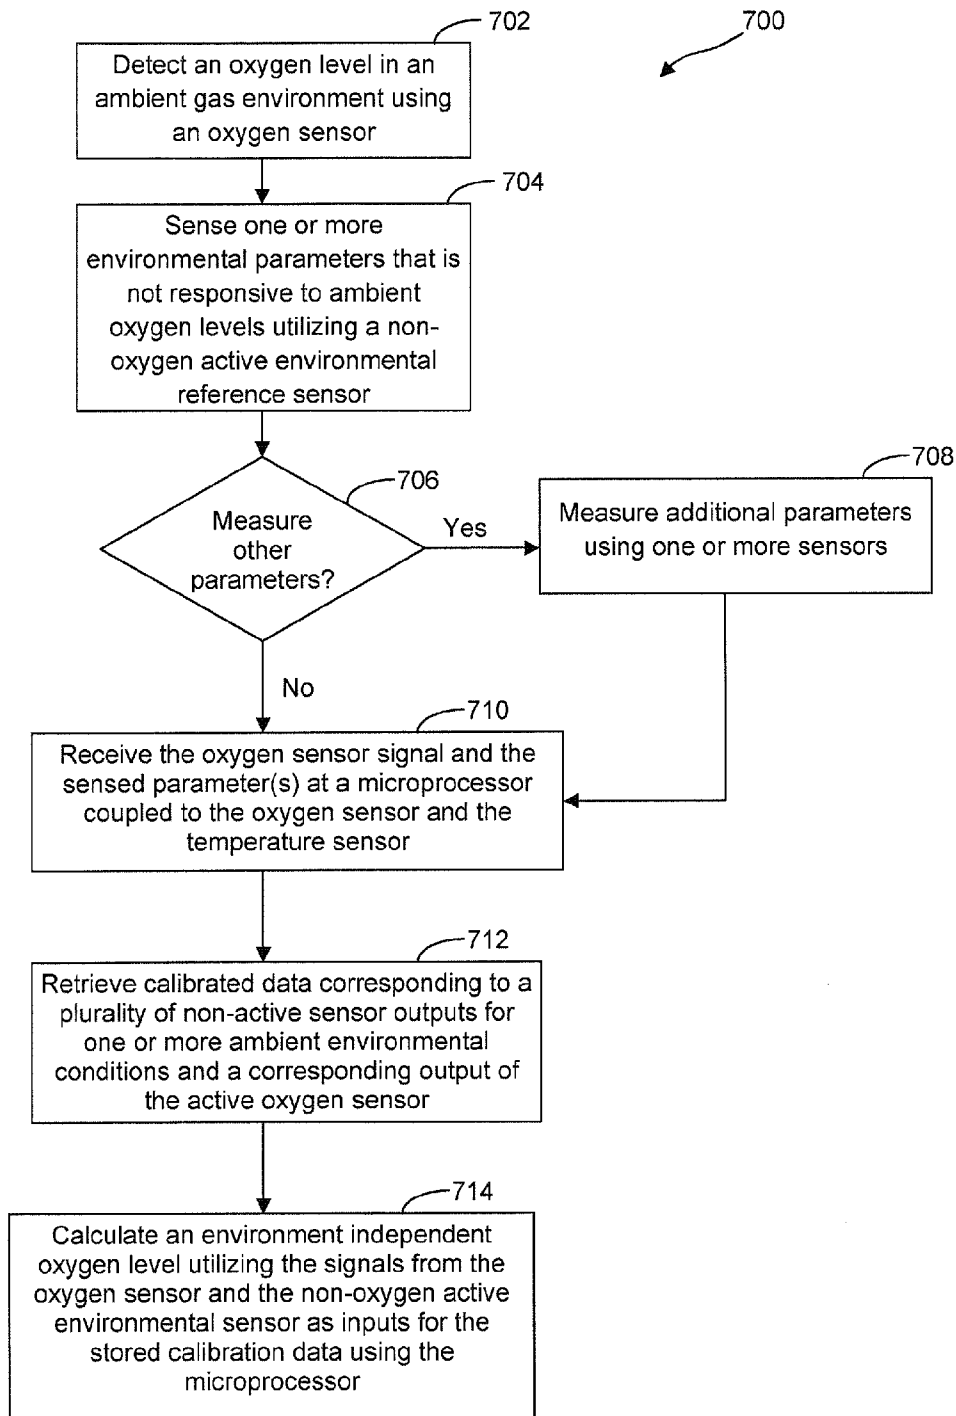 702
700
Detect an oxygen level in an
ambient gas environment using
an oxygen sensor
704
Sense one or more
environmental parameters that is
not responsive to ambient
oxygen levels utilizing a non-
oxygen active environmental
reference sensor
706
Measure
other
parameters?
Yes
708
Measure additional parameters
using one or more sensors
No
710
Receive the oxygen sensor signal and the
sensed parameter(s) at a microprocessor
coupled to the oxygen sensor and the
temperature sensor
712
Retrieve calibrated data corresponding to a
plurality of non-active sensor outputs for
one or more ambient environmental
conditions and a corresponding output of
the active oxygen sensor
714
Calculate an environment independent
oxygen level utilizing the signals from the
oxygen sensor and the non-oxygen active
environmental sensor as inputs for the
stored calibration data using the
microprocessor